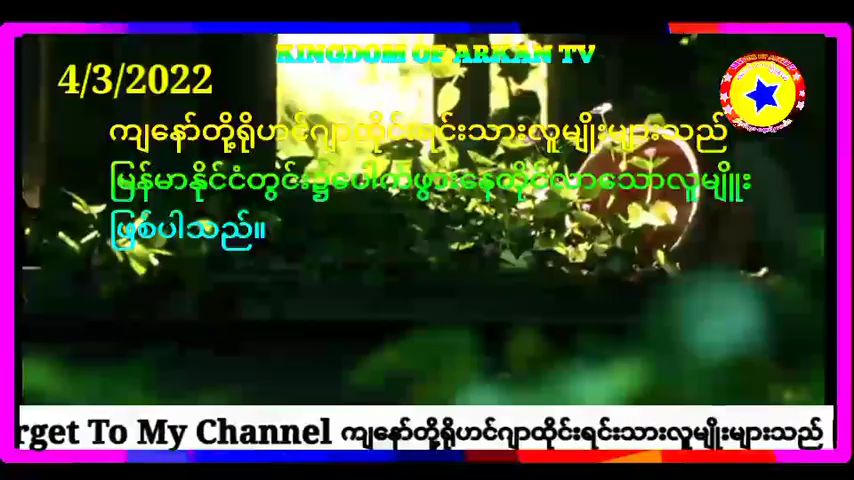 KINGDOM OF ARKAN TV
4/3/2022
ကျနော်တို့ရိုဟင်ဂျာထိုင်းရင်းသားလူမျိုးများသည်
မြန်မာနိုင်ငံတွင်း၌ပေါက်ဖွားနေထိုင်လာသောလူမျိူး
ဖြစ်ပါသည်။
rget To My Channel ကျနော်တို့ရိုဟင်ဂျာထိုင်းရင်းသားလူမျိုးများသည်